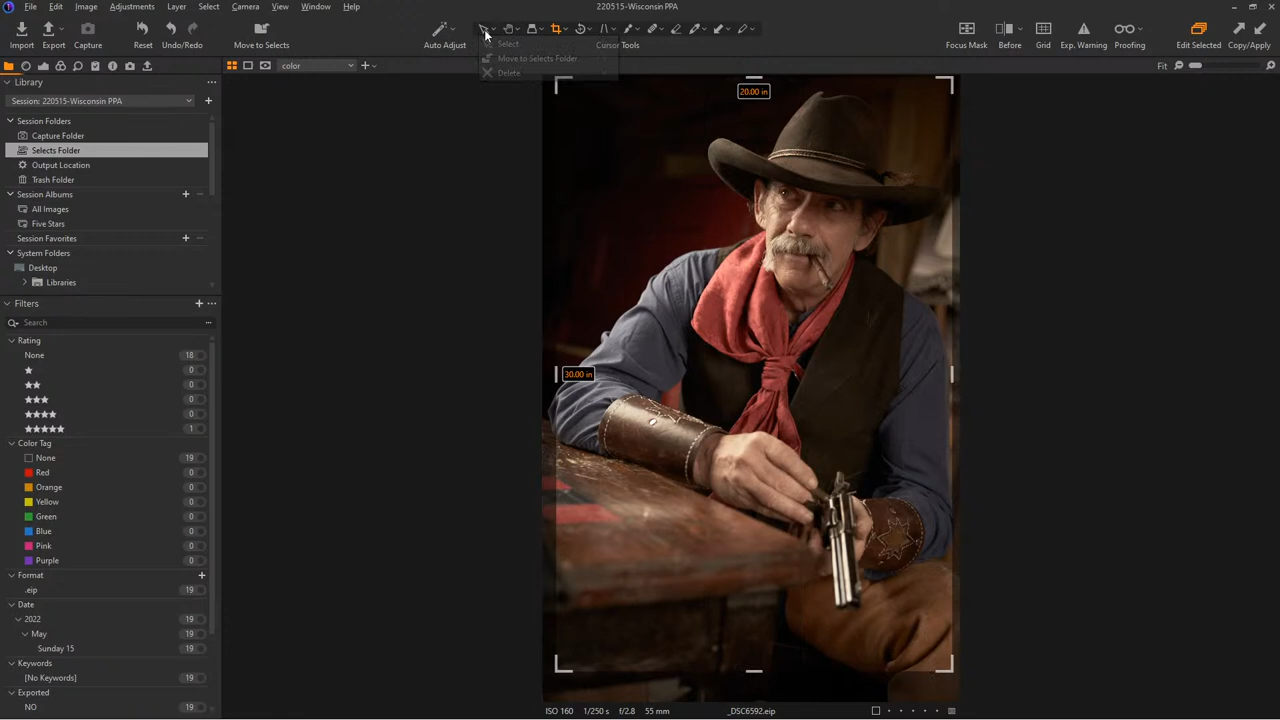 220515-Wisconsin PPA
File Edit Image Adjustments Layer Select Camera View Window Help
Import Export Capture Reset Undo/Redo Move to Selects Auto Adjust Cursor Tools Focus Mask Before Grid Exp. Warning Proofing Edit Selected Copy/Apply
Select
Move to Selects Folder
Delete
color
Fit
Library
Session: 220515-Wisconsin PPA
Session Folders
Capture Folder
Selects Folder
Output Location
Trash Folder
Session Albums
All Images
Five Stars
Session Favorites
System Folders
Desktop
Libraries
20.00 in
30.00 in
Filters
Search
Rating
None 18
0
0
0
0
1
Color Tag
None 19
Red 0
Orange 0
Yellow 0
Green 0
Blue 0
Pink 0
Purple 0
Format
.eip 19
Date
2022 19
May 19
Sunday 15 19
Keywords
[No Keywords] 19
Exported
NO 19
ISO 160 1/250 s f/2.8 55 mm _DSC6592.eip